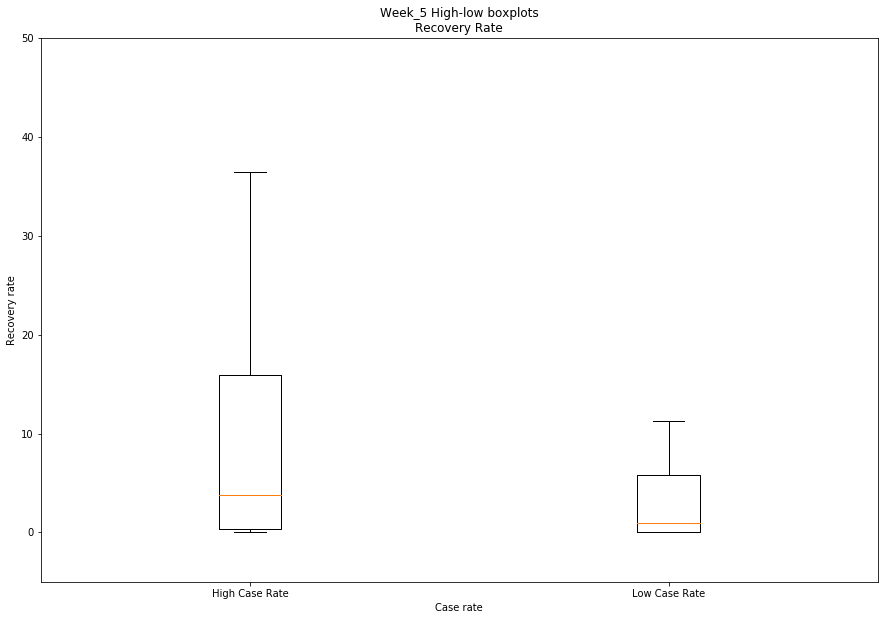 Week_5 High-low boxplots
Recovery Rate
50
40
30
20
10
0
Recovery rate
High Case Rate
Low Case Rate
Case rate